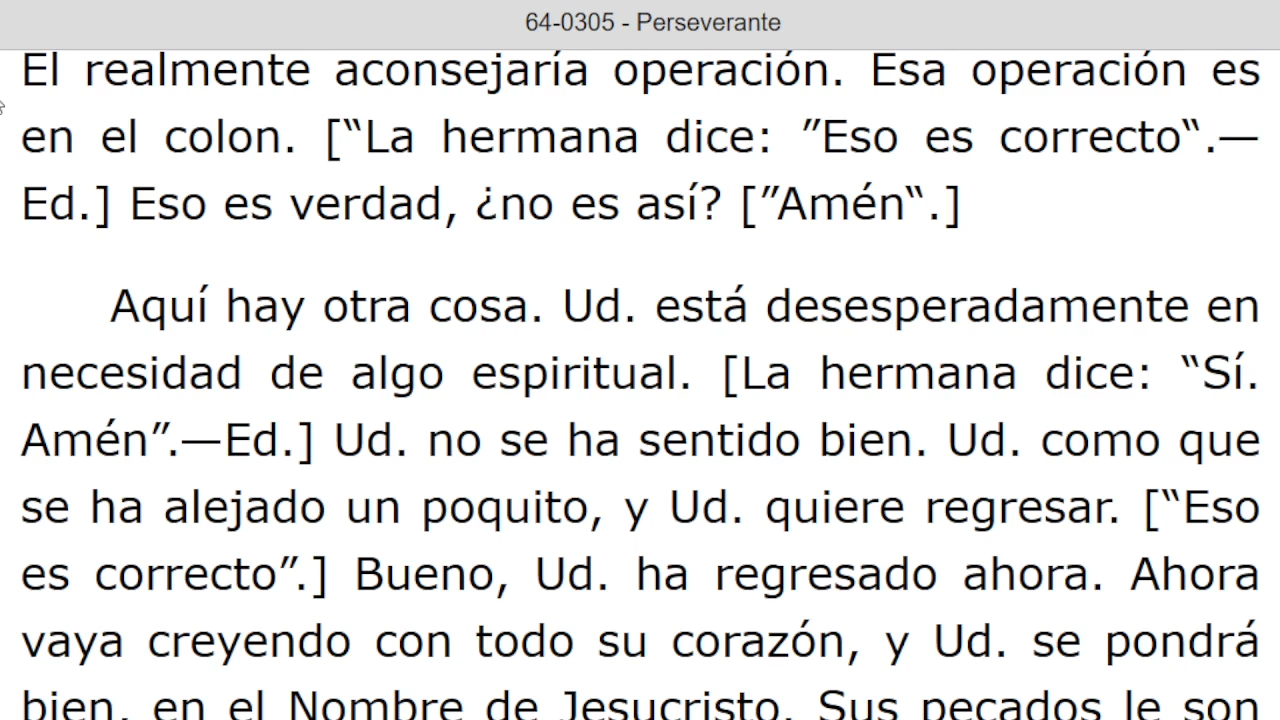 64-0305 - Perseverante
El realmente aconsejaría operación. Esa operación es
en el colon. [“La hermana dice: ”Eso es correcto“.—
Ed.] Eso es verdad, ¿no es así? [”Amén“.]
Aquí hay otra cosa. Ud. está desesperadamente en
necesidad de algo espiritual. [La hermana dice: “Sí.
Amén”.—Ed.] Ud. no se ha sentido bien. Ud. como que
se ha alejado un poquito, y Ud. quiere regresar. [“Eso
es correcto”.] Bueno, Ud. ha regresado ahora. Ahora
vaya creyendo con todo su corazón, y Ud. se pondrá
bien, en el Nombre de Jesucristo. Sus pecados le son